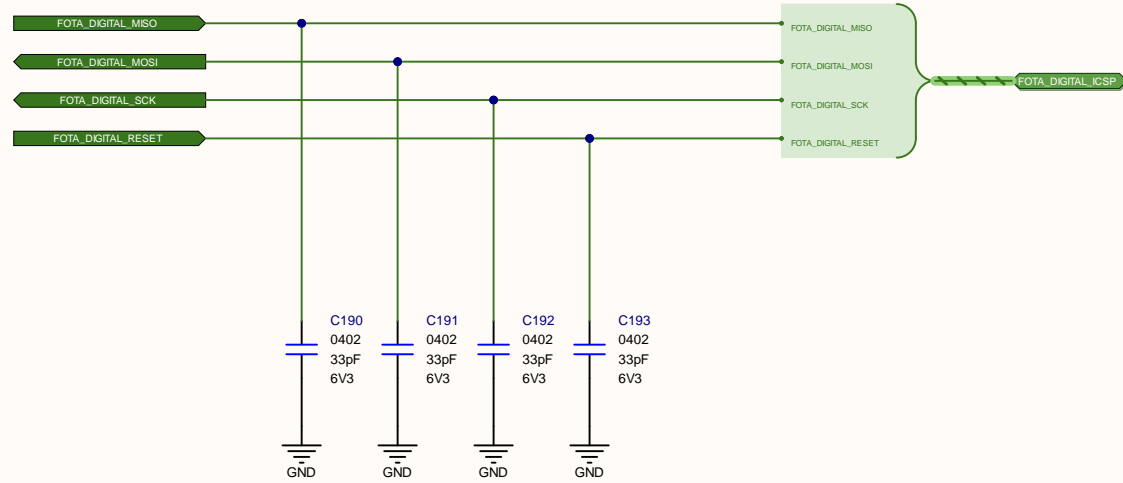 FOTA_DIGITAL_MISO
FOTA_DIGITAL_MISO
FOTA_DIGITAL_MOSI
FOTA_DIGITAL_MOSI
FOTA_DIGITAL_ICSP
FOTA_DIGITAL_SCK
FOTA_DIGITAL_SCK
FOTA_DIGITAL_RESET
FOTA_DIGITAL_RESET
C190
0402
33pF
6V3
C191
0402
33pF
6V3
C192
0402
33pF
6V3
C193
0402
33pF
6V3
GND
GND
GND
GND